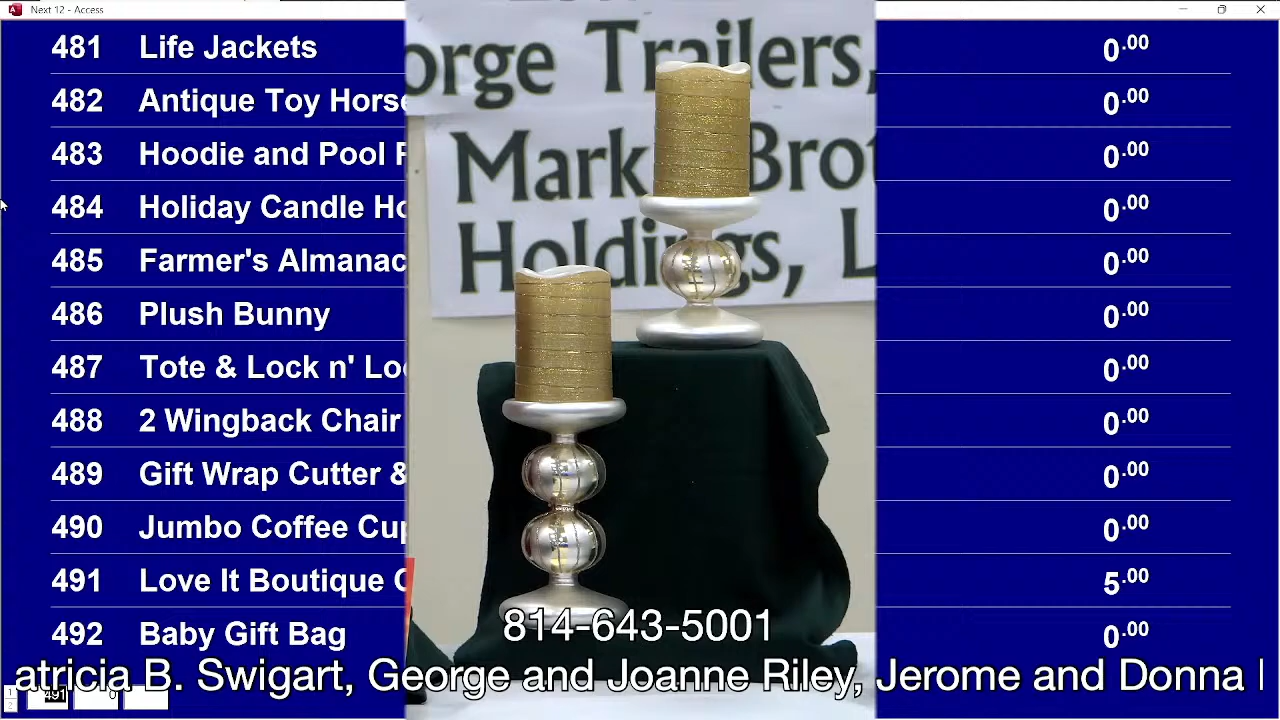 Next 12 - Access
481 Life Jackets 0.00
482 Antique Toy Horse 0.00
483 Hoodie and Pool 0.00
484 Holiday Candle Ho 0.00
485 Farmer's Almanac 0.00
486 Plush Bunny 0.00
487 Tote & Lock n' Lo 0.00
488 2 Wingback Chair 0.00
489 Gift Wrap Cutter & 0.00
490 Jumbo Coffee Cup 0.00
491 Love It Boutique 5.00
492 Baby Gift Bag 0.00
orge Trailers,
Mark Brot
Holdings, L
814-643-5001
atricia B. Swigart, George and Joanne Riley, Jerome and Donna
491